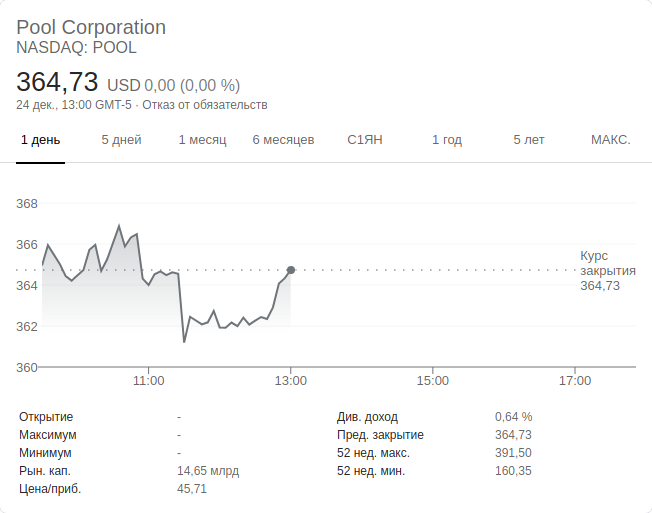 Pool Corporation
NASDAQ: POOL
364,73 USD 0,00 (0,00 %)
24 дек., 13:00 GMT-5 · Отказ от обязательств
1 день 5 дней 1 месяц 6 месяцев С1ЯН 1 год 5 лет МАКС.
368
366
364
362
360
Курс
закрытия
364,73
11:00 13:00 15:00 17:00
Открытие - Див. доход 0,64 %
Максимум - Пред. закрытие 364,73
Минимум - 52 нед. макс. 391,50
Рын. кап. 14,65 млрд 52 нед. мин. 160,35
Цена/приб. 45,71